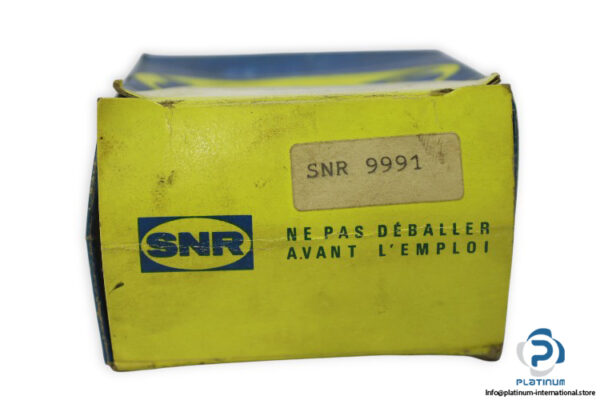 SNR 9991
SNR
NE PAS DÉBALLER
AVANT L'EMPLOI
PLATINUM
Info@platinum-international.store